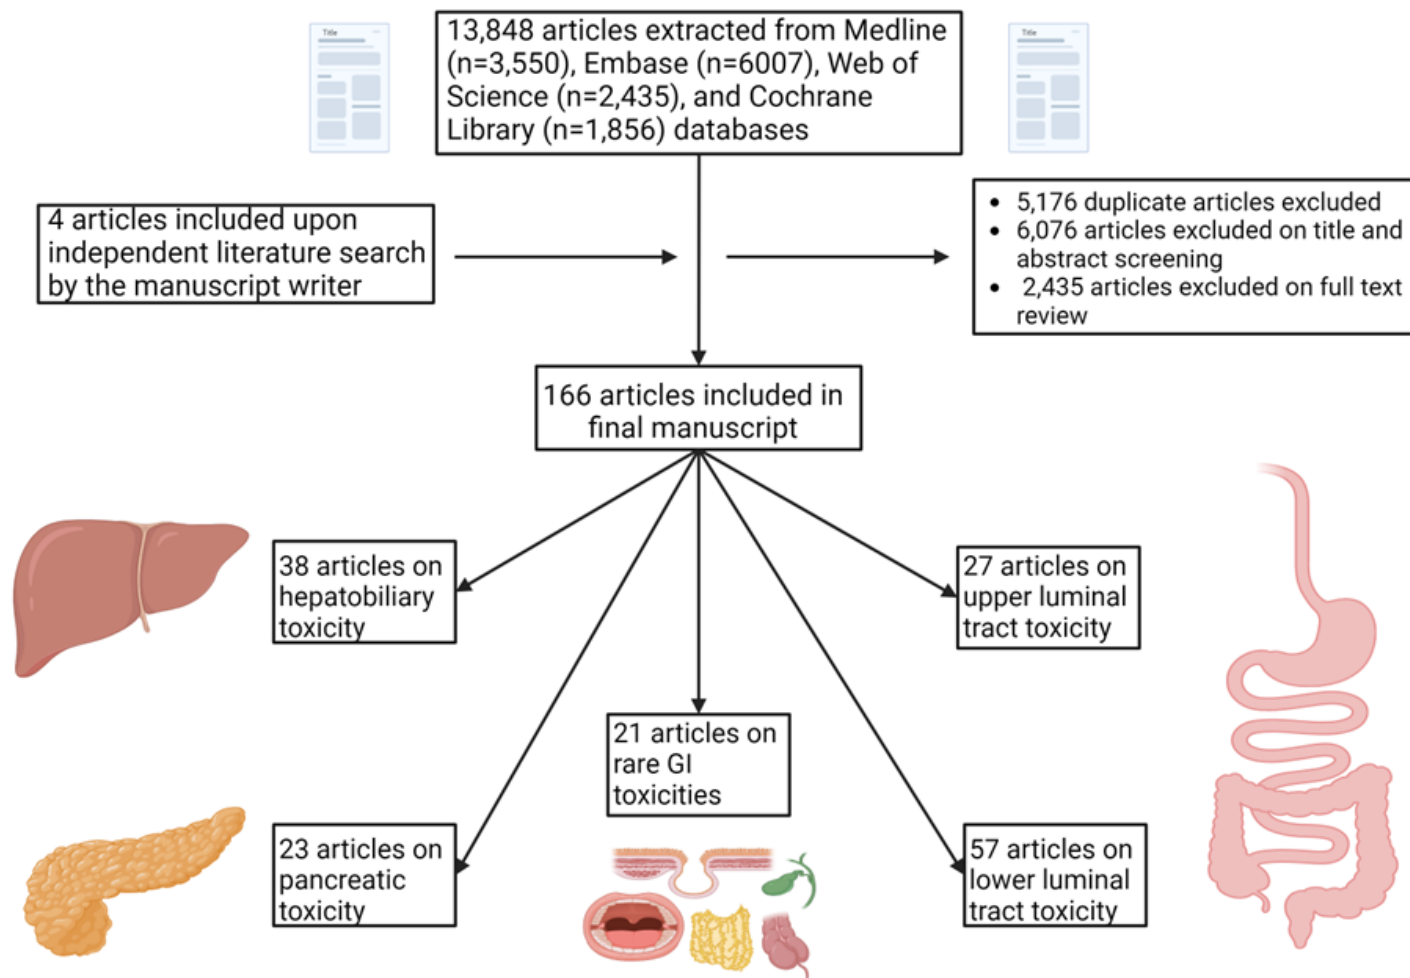 Title
Title
13,848 articles extracted from Medline
(n=3,550), Embase (n=6007), Web of
Science (n=2,435), and Cochrane
Library (n=1,856) databases
4 articles included upon
independent literature search
by the manuscript writer
• 5,176 duplicate articles excluded
• 6,076 articles excluded on title and
abstract screening
• 2,435 articles excluded on full text
review
166 articles included in
final manuscript
38 articles on
hepatobiliary
toxicity
27 articles on
upper luminal
tract toxicity
21 articles on
rare GI
toxicities
23 articles on
pancreatic
toxicity
57 articles on
lower luminal
tract toxicity